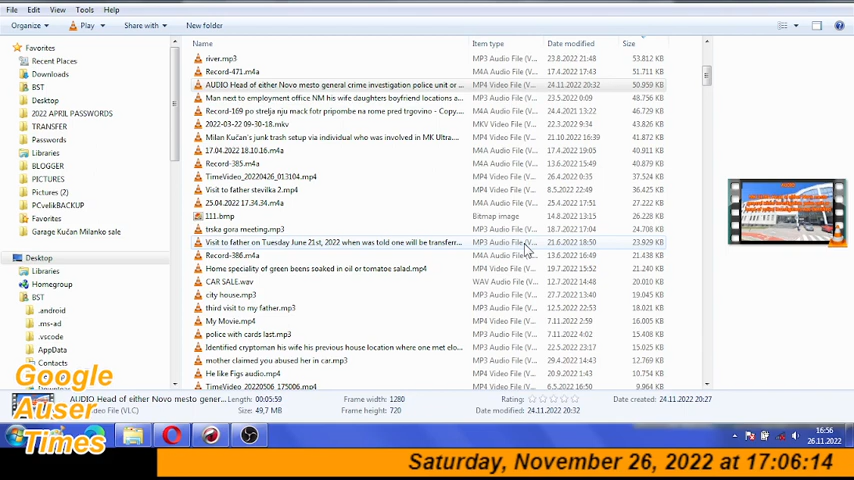 File Edit View Tools Help
Organize Play Share with New folder
Name Item type Date modified Size
Favorites
Recent Places
Downloads
BST
Desktop
2022 APRIL PASSWORDS
TRANSFER
Passwords
Libraries
BLOGGER
PICTURES
Pictures (2)
PCvelikBACKUP
Favorites
Garage Kučan Milanko sale
Desktop
Libraries
Homegroup
BST
.android
.ms-ad
.vscode
AppData
Contacts
river.mp3 MP3 Audio File (V... 23.8.2022 21:48 53.812 KB
Record-471.m4a M4A Audio File (V... 17.4.2022 17:43 51.711 KB
AUDIO Head of either Novo mesto general crime investigation police unit or ... MP4 Video File (V... 24.11.2022 20:32 50.959 KB
Man next to employment office NM his wife daughters boyfriend locations a... MP3 Audio File (V... 23.5.2022 0:09 48.756 KB
Record-169 po strelja nju mack fotr pripombe na rome pred trgovino.m4a M4A Audio File (V... 24.4.2021 13:22 46.729 KB
2022-03-22 09-30-18.mkv MKV Video File (V... 22.3.2022 9:34 43.826 KB
Milan Kučan's junk trash setup via individual who was involved in MK Ultra.... MP4 Video File (V... 21.10.2022 16:39 41.872 KB
17.04.2022 18.10.16.m4a M4A Audio File (V... 17.4.2022 19:05 40.911 KB
Record-385.m4a M4A Audio File (V... 13.6.2022 15:49 40.879 KB
TimeVideo_20220426_013104.mp4 MP4 Video File (V... 26.4.2022 0:35 37.524 KB
Visit to father stevilka 2.mp4 MP4 Video File (V... 8.5.2022 22:49 36.425 KB
25.04.2022 17.34.34.m4a M4A Audio File (V... 25.4.2022 19:04 35.780 KB
111.bmp Bitmap image 14.8.2022 13:15 26.228 KB
trska gora meeting.mp3 MP3 Audio File (V... 18.7.2022 17:04 24.708 KB
Visit to father on Tuesday June 21st, 2022 when was told one will be transferr... MP3 Audio File (V... 21.6.2022 18:50 23.929 KB
Record-386.m4a M4A Audio File (V... 13.6.2022 16:49 21.438 KB
Home speciality of green beens soaked in oil or tomatoe salad.mp4 MP4 Video File (V... 19.7.2022 15:52 21.240 KB
CAR SALE.wav WAV Audio File (V... 12.7.2022 14:48 20.010 KB
city house.mp3 MP3 Audio File (V... 27.7.2022 13:40 19.045 KB
third visit to my father.mp3 MP3 Audio File (V... 12.5.2022 22:53 18.021 KB
My Movie.mp4 MP4 Video File (V... 7.11.2022 2:59 16.005 KB
police with cards last.mp3 MP3 Audio File (V... 7.11.2022 4:02 15.338 KB
Identified cryptoman his wife his previous house location where one met elo... MP3 Audio File (V... 22.5.2022 23:17 15.025 KB
mother claimed you abused her in car.mp3 MP3 Audio File (V... 29.4.2022 14:43 12.769 KB
He like Figs audio.mp4 MP4 Video File (V... 7.11.2022 2:43 10.430 KB
TimeVideo_20220506_175006.mp4 MP4 Video File (V... 6.5.2022 16:50 9.964 KB
AUDIO Head of either Novo mesto gener... Length: 00:05:59 Frame width: 1280 Rating: Date created: 24.11.2022 20:27
Video File (VLC) Size: 49,7 MB Frame height: 720 Date modified: 24.11.2022 20:32
Google
Auser
Times
16:56
26.11.2022
Saturday, November 26, 2022 at 17:06:14